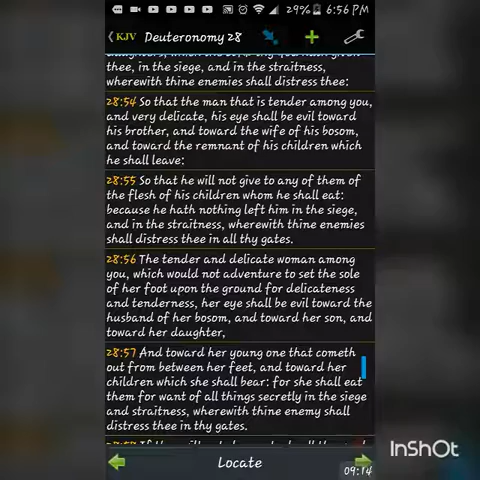 29% 6:56 PM
KJV Deuteronomy 28
thee, in the siege, and in the straitness,
wherewith thine enemies shall distress thee:
28:54 So that the man that is tender among you,
and very delicate, his eye shall be evil toward
his brother, and toward the wife of his bosom,
and toward the remnant of his children which
he shall leave:
28:55 So that he will not give to any of them of
the flesh of his children whom he shall eat:
because he hath nothing left him in the siege,
and in the straitness, wherewith thine enemies
shall distress thee in all thy gates.
28:56 The tender and delicate woman among
you, which would not adventure to set the sole
of her foot upon the ground for delicateness
and tenderness, her eye shall be evil toward the
husband of her bosom, and toward her son, and
toward her daughter,
28:57 And toward her young one that cometh
out from between her feet, and toward her
children which she shall bear: for she shall eat
them for want of all things secretly in the siege
and straitness, wherewith thine enemy shall
distress thee in thy gates.
Locate
09:14
InShOt